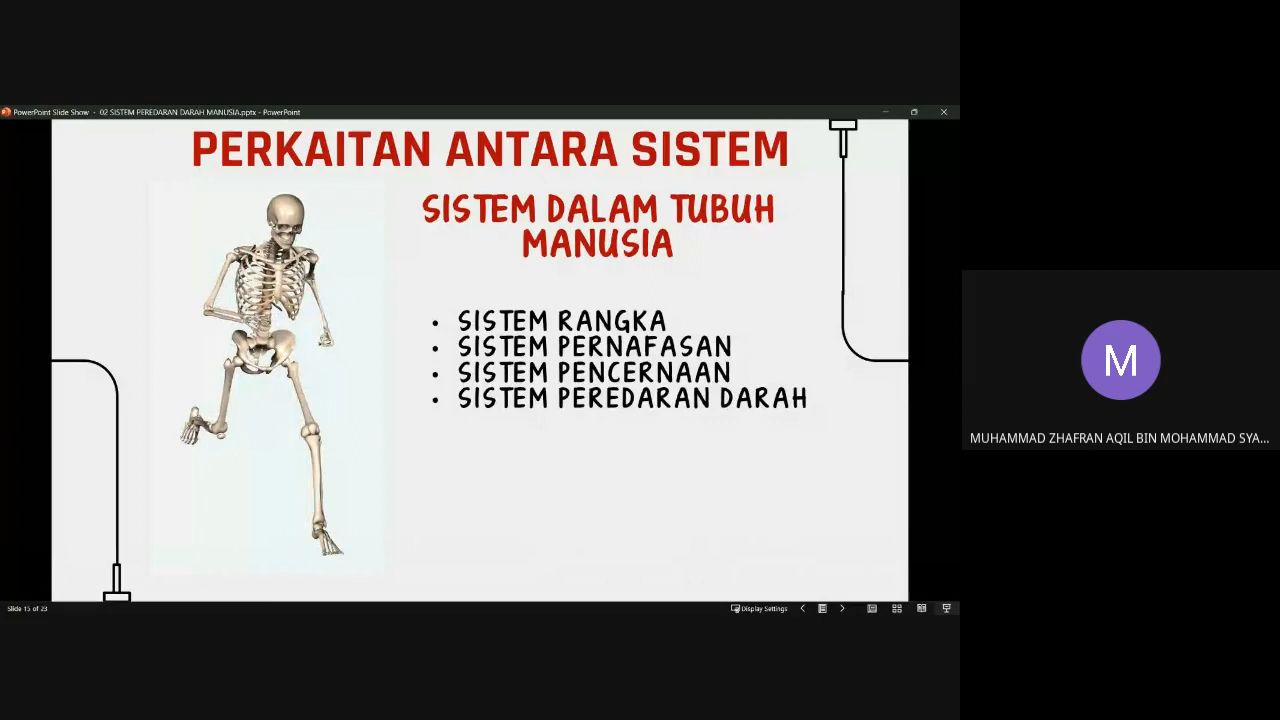 PowerPoint Slide Show - 02 SISTEM PEREDARAN DARAH MANUSIA.pptx - PowerPoint
PERKAITAN ANTARA SISTEM
SISTEM DALAM TUBUH
MANUSIA
• SISTEM RANGKA
• SISTEM PERNAFASAN
• SISTEM PENCERNAAN
• SISTEM PEREDARAN DARAH
M
MUHAMMAD ZHAFRAN AQIL BIN MOHAMMAD SYA...
Slide 15 of 23
Display Settings